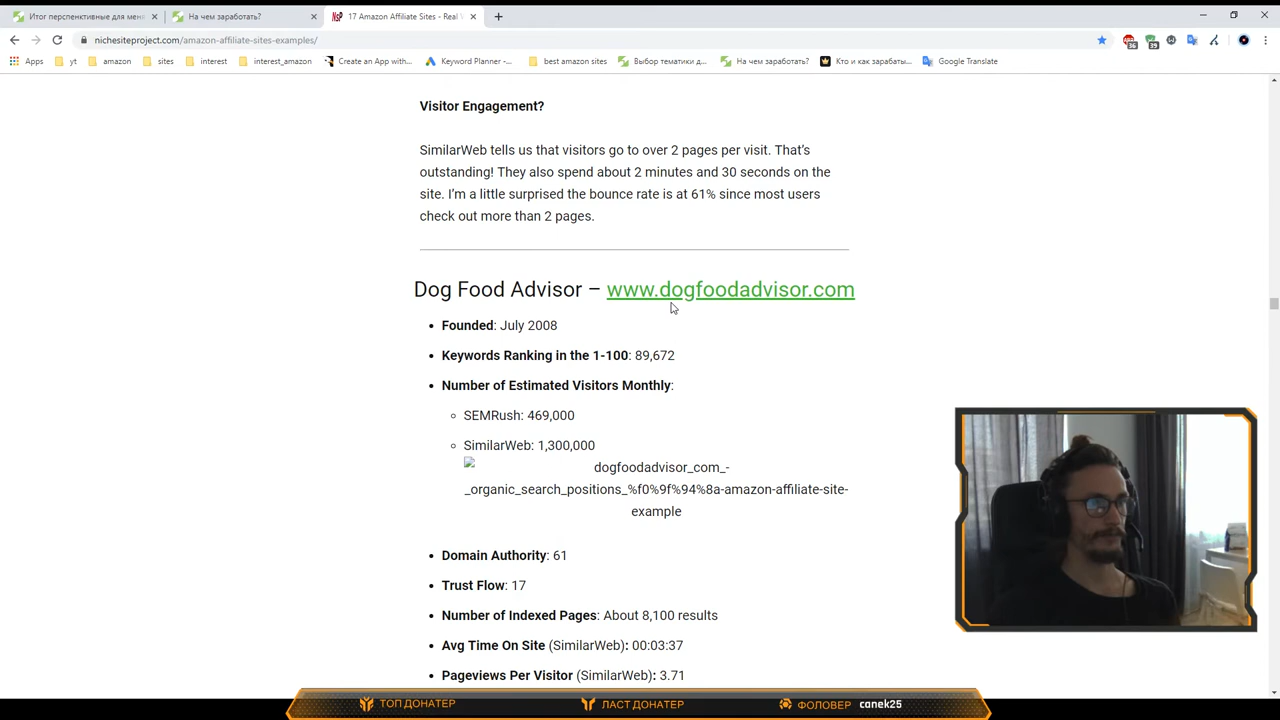 Итог перспенктивные для мен
На чем заработать?
17 Amazon Affiliate Sites - Real
nichesiteproject.com/amazon-affiliate-sites-examples/
36
35
Apps yt amazon sites interest interest_amazon Create an App with... Keyword Planner -... best amazon sites Выбор тематики д... На чем заработать? Кто и как зарабаты... Google Translate
Visitor Engagement?
SimilarWeb tells us that visitors go to over 2 pages per visit. That's
outstanding! They also spend about 2 minutes and 30 seconds on the
site. I'm a little surprised the bounce rate is at 61% since most users
check out more than 2 pages.
Dog Food Advisor – www.dogfoodadvisor.com
Founded: July 2008
Keywords Ranking in the 1-100: 89,672
Number of Estimated Visitors Monthly:
SEMRush: 469,000
SimilarWeb: 1,300,000
dogfoodadvisor_com_-
_organic_search_positions_%f0%9f%94%8a-amazon-affiliate-site-
example
Domain Authority: 61
Trust Flow: 17
Number of Indexed Pages: About 8,100 results
Avg Time On Site (SimilarWeb): 00:03:37
Pageviews Per Visitor (SimilarWeb): 3.71
ТОП ДОНАТЕР ЛАСТ ДОНАТЕР ФОЛОВЕР canek25